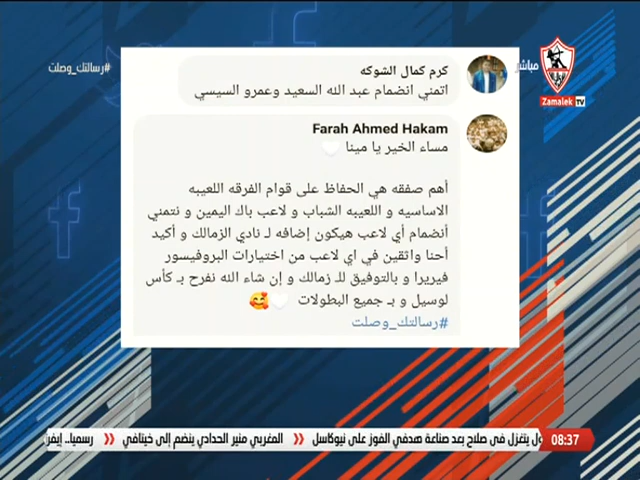 #رسالتك_وصلت
مباشر
Zamalek TV
كرم كمال الشوكه
اتمني انضمام عبد الله السعيد وعمرو السيسي
Farah Ahmed Hakam
مساء الخير يا مينا 🤍
أهم صفقه هي الحفاظ على قوام الفرقه اللعيبه
الاساسيه و اللعيبه الشباب و لاعب باك اليمين و نتمني
أنضمام أي لاعب هيكون إضافه لـ نادي الزمالك و أكيد
أحنا واثقين في اي لاعب من اختيارات البروفيسور
فيريرا و بالتوفيق للـ زمالك و إن شاء الله نفرح بـ كأس
لوسيل و بـ جميع البطولات 🤍🥰
#رسالتك_وصلت
08:37
ول يتغزل فى صلاح بعد صناعة هدفي الفوز على نيوكاسل » المغربي منير الحدادي ينضم إلى خيتافي » رسميا.. إيفر